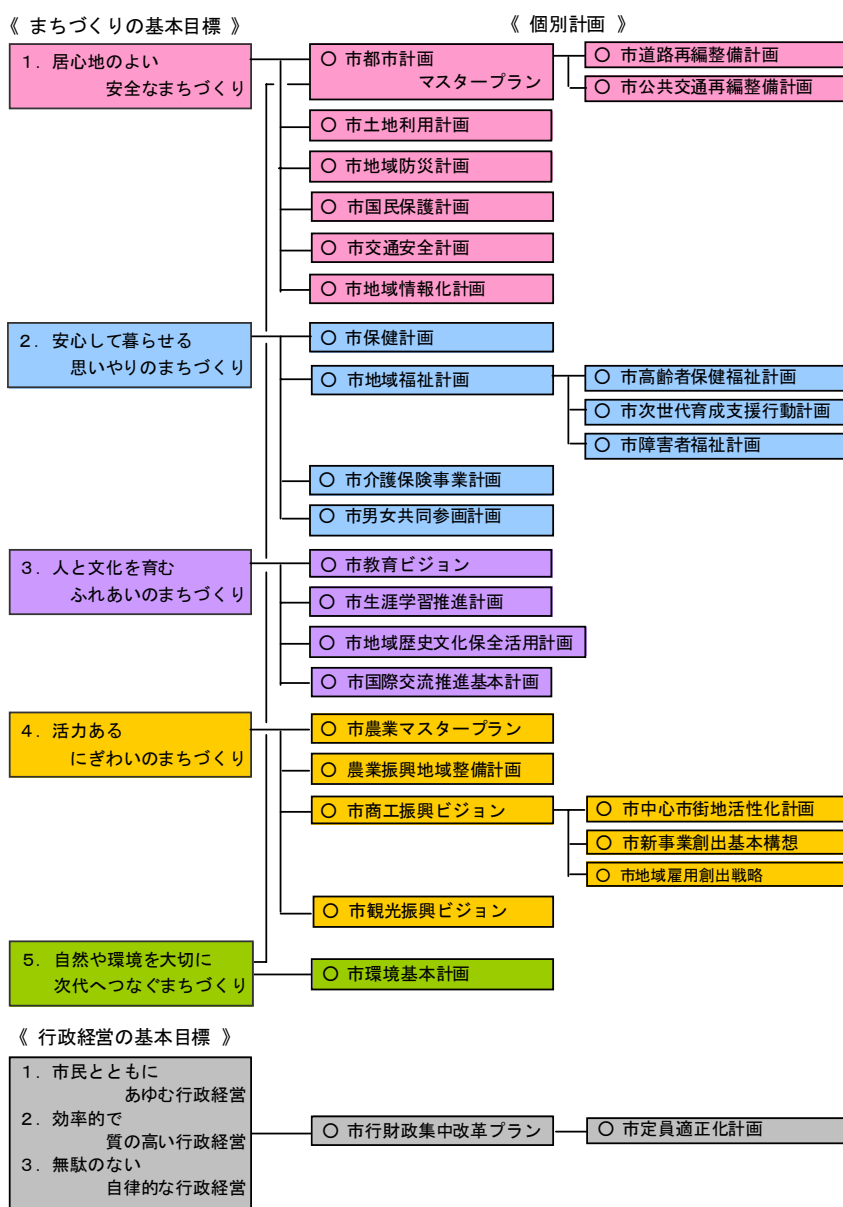 《 まちづくりの基本目標 》
《 個別計画 》
1．居心地のよい
安全なまちづくり
○ 市都市計画
マスタープラン
○ 市道路再編整備計画
○ 市公共交通再編整備計画
○ 市土地利用計画
○ 市地域防災計画
○ 市国民保護計画
○ 市交通安全計画
○ 市地域情報化計画
2．安心して暮らせる
思いやりのまちづくり
○ 市保健計画
○ 市地域福祉計画
○ 市高齢者保健福祉計画
○ 市次世代育成支援行動計画
○ 市障害者福祉計画
○ 市介護保険事業計画
○ 市男女共同参画計画
3．人と文化を育む
ふれあいのまちづくり
○ 市教育ビジョン
○ 市生涯学習推進計画
○ 市地域歴史文化保全活用計画
○ 市国際交流推進基本計画
4．活力ある
にぎわいのまちづくり
○ 市農業マスタープラン
○ 農業振興地域整備計画
○ 市商工振興ビジョン
○ 市中心市街地活性化計画
○ 市新事業創出基本構想
○ 市地域雇用創出戦略
○ 市観光振興ビジョン
5．自然や環境を大切に
次代へつなぐまちづくり
○ 市環境基本計画
《 行政経営の基本目標 》
1．市民とともに
あゆむ行政経営
2．効率的で
質の高い行政経営
3．無駄のない
自律的な行政経営
○ 市行財政集中改革プラン
○ 市定員適正化計画